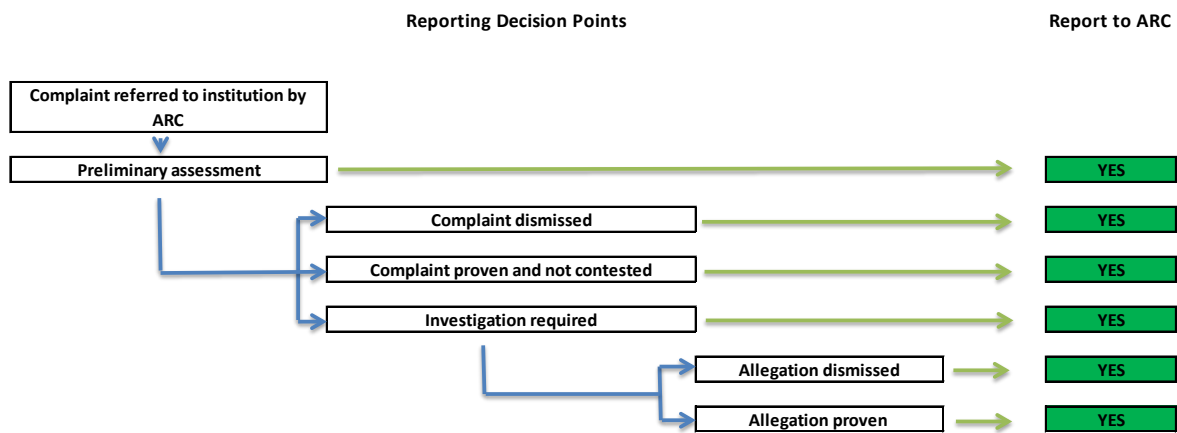 Reporting Decision Points
Report to ARC
Complaint referred to institution by
ARC
Preliminary assessment
YES
Complaint dismissed
YES
Complaint proven and not contested
YES
Investigation required
YES
Allegation dismissed
YES
Allegation proven
YES